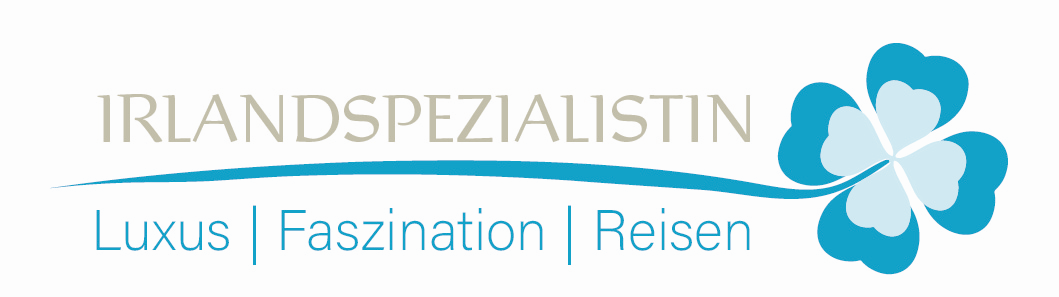 IRLANDSPEZIALISTIN
Luxus | Faszination | Reisen